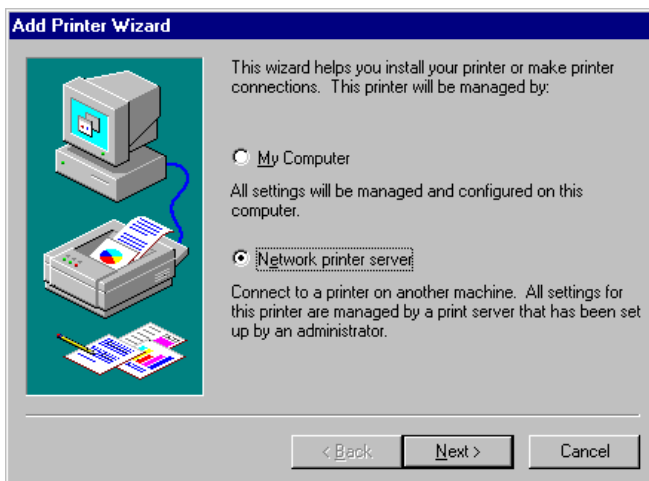 Add Printer Wizard
This wizard helps you install your printer or make printer
connections. This printer will be managed by:
My Computer
All settings will be managed and configured on this
computer.
Network printer server
Connect to a printer on another machine. All settings for
this printer are managed by a print server that has been set
up by an administrator.
< Back
Next >
Cancel